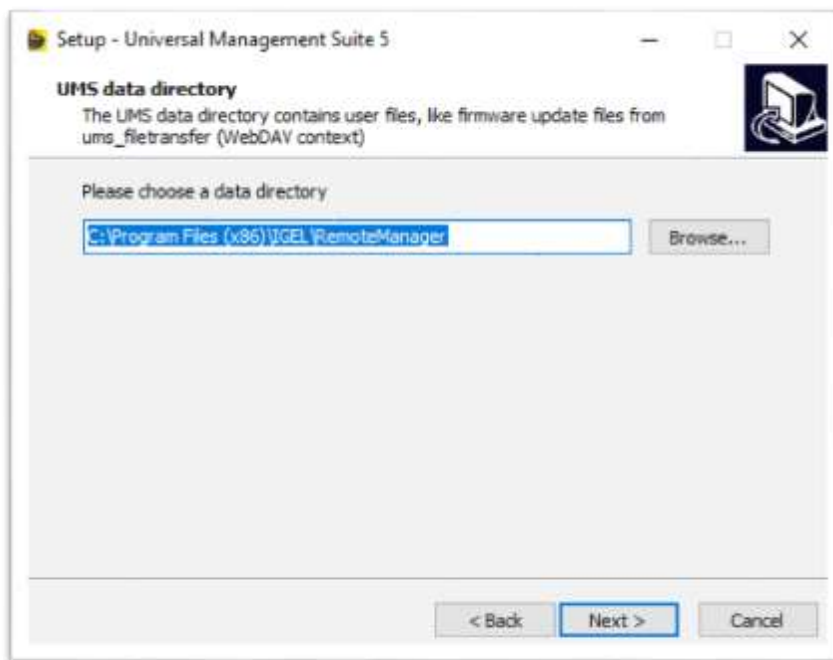 Setup - Universal Management Suite 5
UMS data directory
The UMS data directory contains user files, like firmware update files from
ums_filetransfer (WebDAV context)
Please choose a data directory
C:\Program Files (x86)\IGEL\RemoteManager
Browse...
< Back
Next >
Cancel